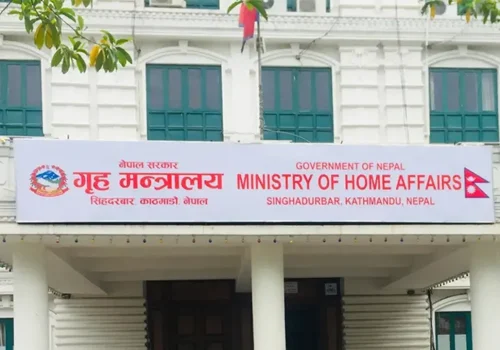 नेपाल सरकार
गृह मन्त्रालय
सिंहदरबार, काठमाडौं, नेपाल
GOVERNMENT OF NEPAL
MINISTRY OF HOME AFFAIRS
SINGHADURBAR, KATHMANDU, NEPAL